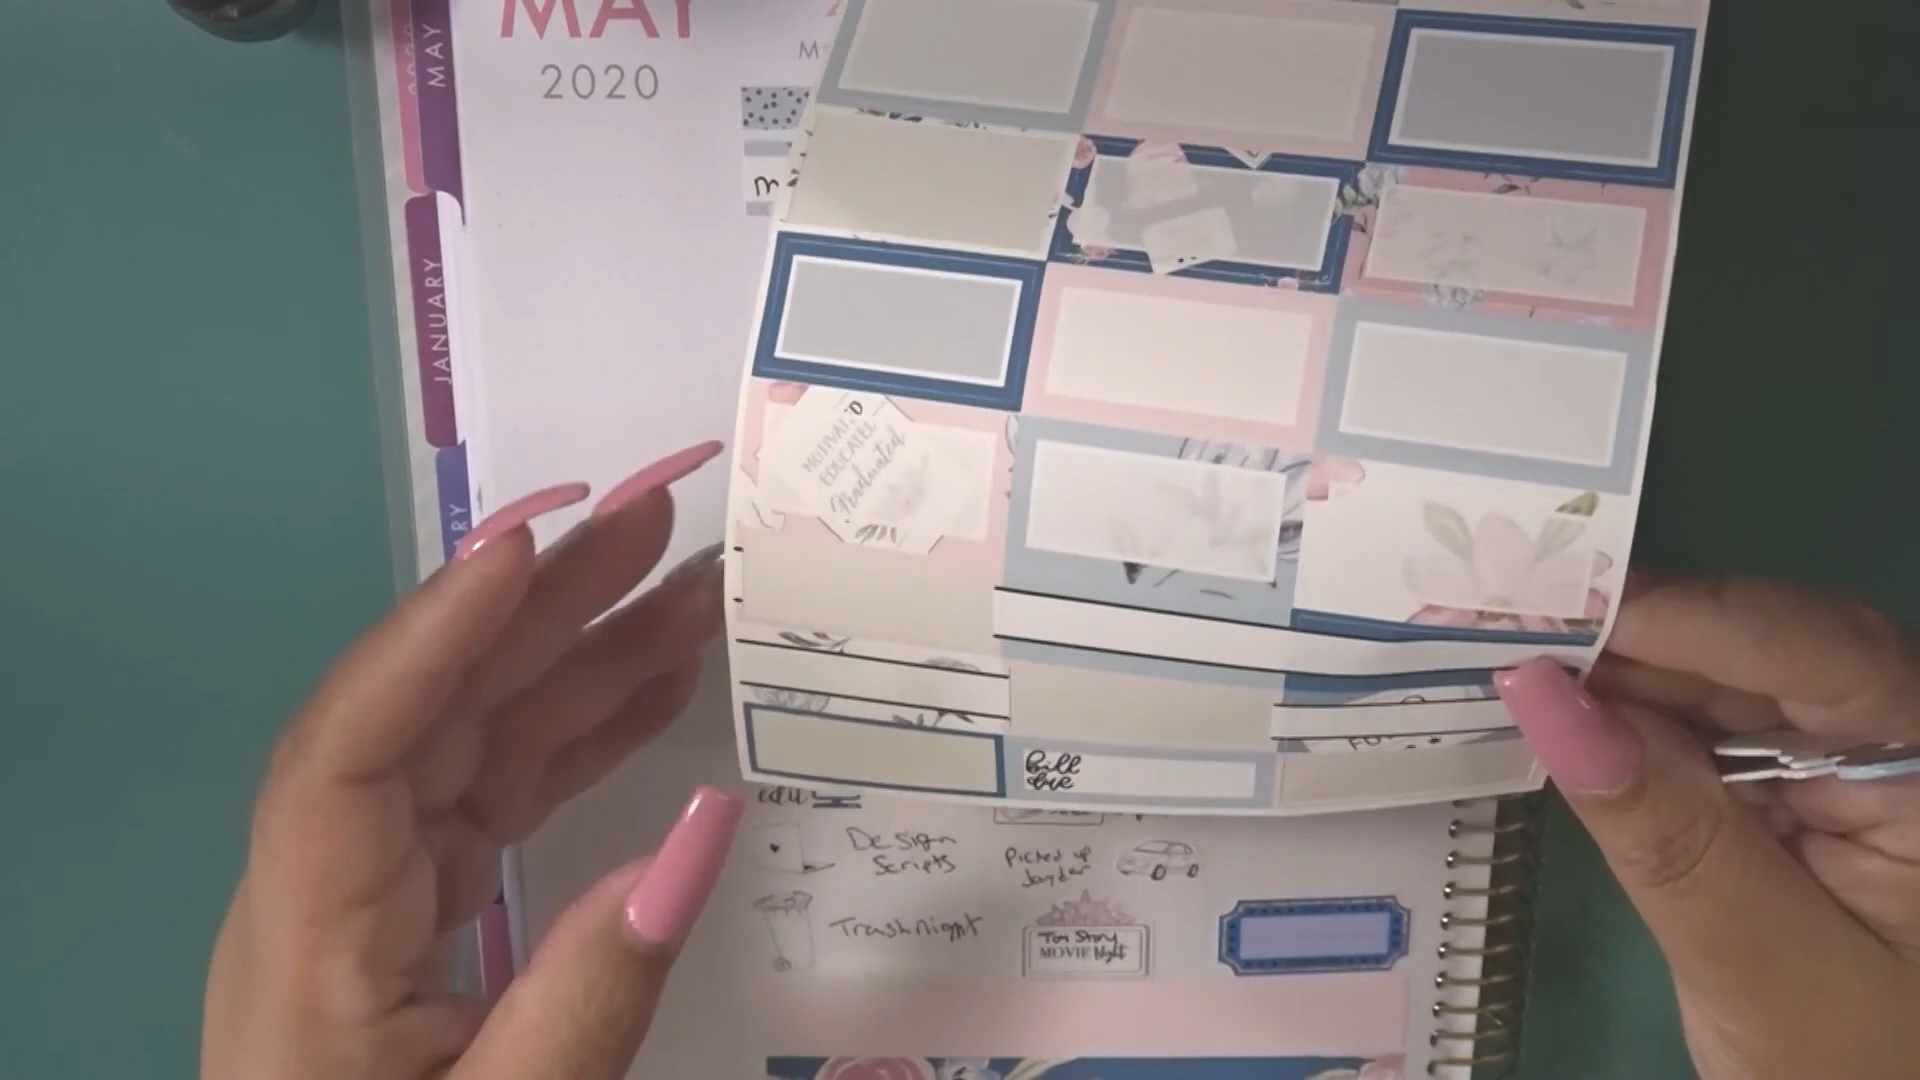 MAY
2020
MAY
JANUARY
MOTIVATED
EDUCATED
Graduated
bill
due
edu
Design
Scripts
Picked up
Jayden
Trash night
Toy Story
MOVIE Night